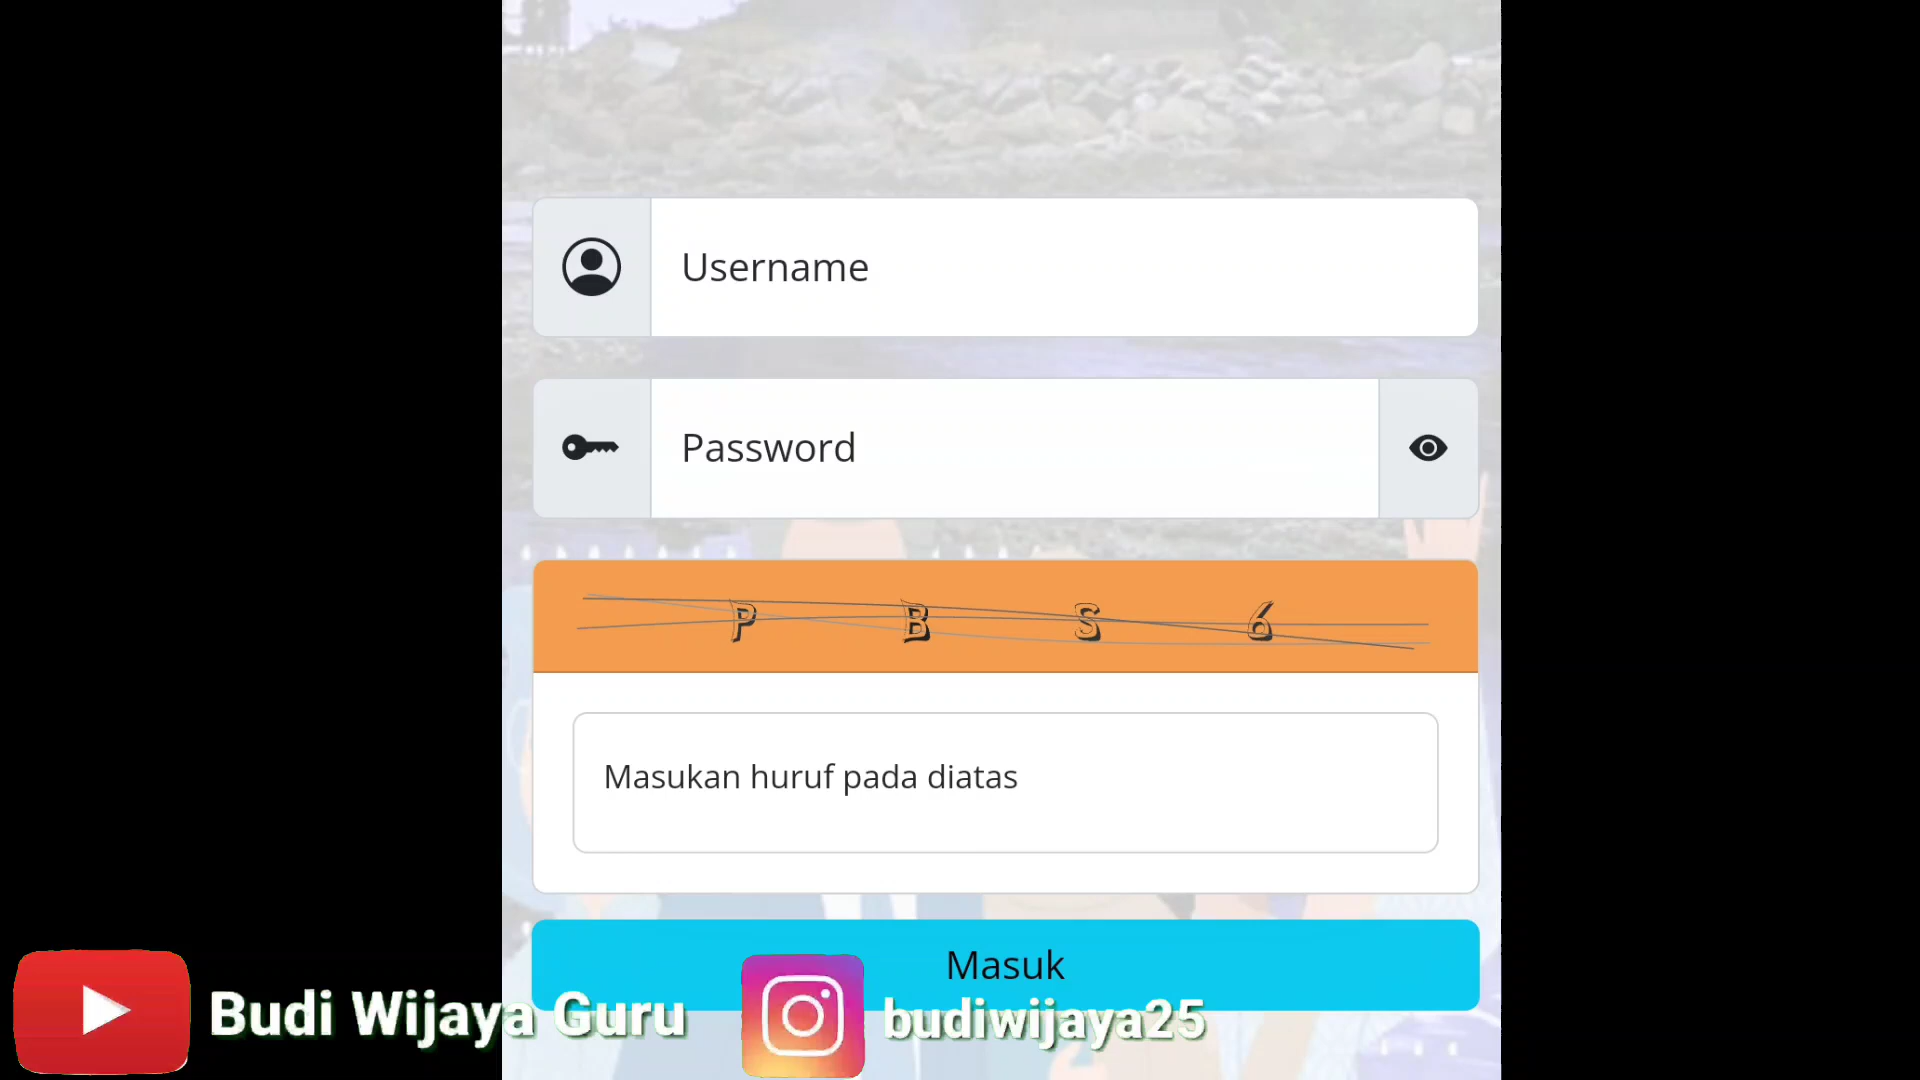 Username
Password
P B S 6
Masukan huruf pada diatas
Masuk
Budi Wijaya Guru
budiwijaya25